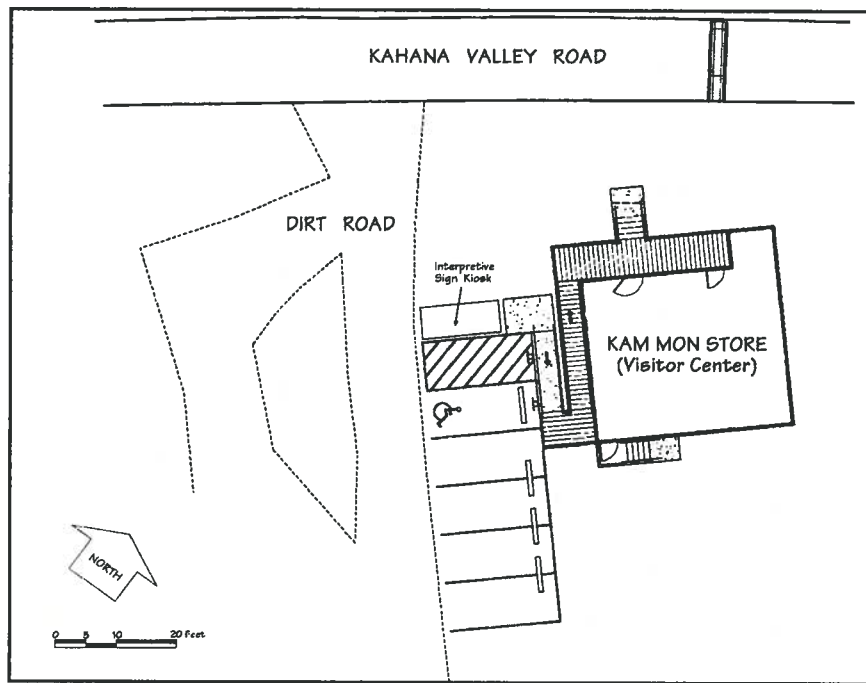 KAHANA VALLEY ROAD
DIRT ROAD
Interpretive
Sign Kiosk
KAM MON STORE
(Visitor Center)
NORTH
0 5 10 20 Feet